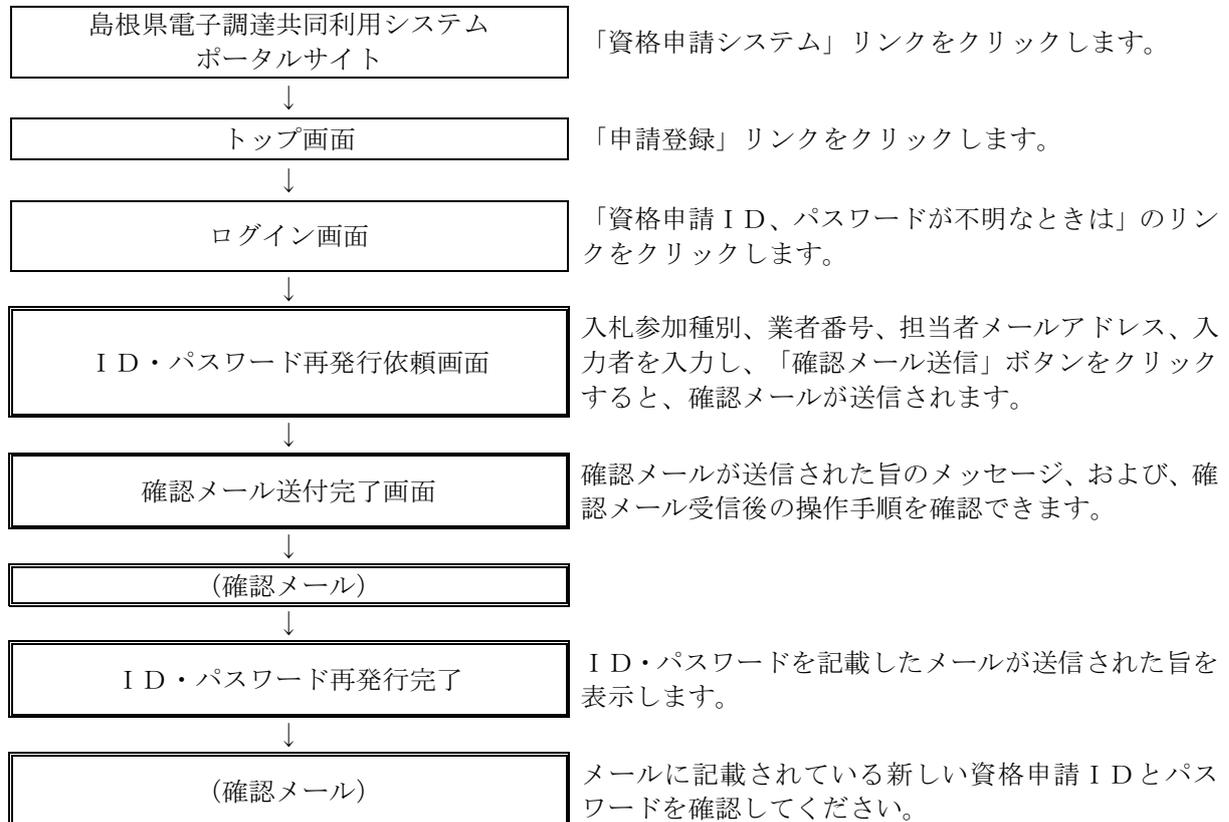 島根県電子調達共同利用システム
ポータルサイト
「資格申請システム」リンクをクリックします。
↓
トップ画面
「申請登録」リンクをクリックします。
↓
ログイン画面
「資格申請ＩＤ、パスワードが不明なときは」のリン
クをクリックします。
↓
ＩＤ・パスワード再発行依頼画面
入札参加種別、業者番号、担当者メールアドレス、入
力者を入力し、「確認メール送信」ボタンをクリック
すると、確認メールが送信されます。
↓
確認メール送付完了画面
確認メールが送信された旨のメッセージ、および、確
認メール受信後の操作手順を確認できます。
↓
（確認メール）
↓
ＩＤ・パスワード再発行完了
ＩＤ・パスワードを記載したメールが送信された旨を
表示します。
↓
（確認メール）
メールに記載されている新しい資格申請ＩＤとパス
ワードを確認してください。